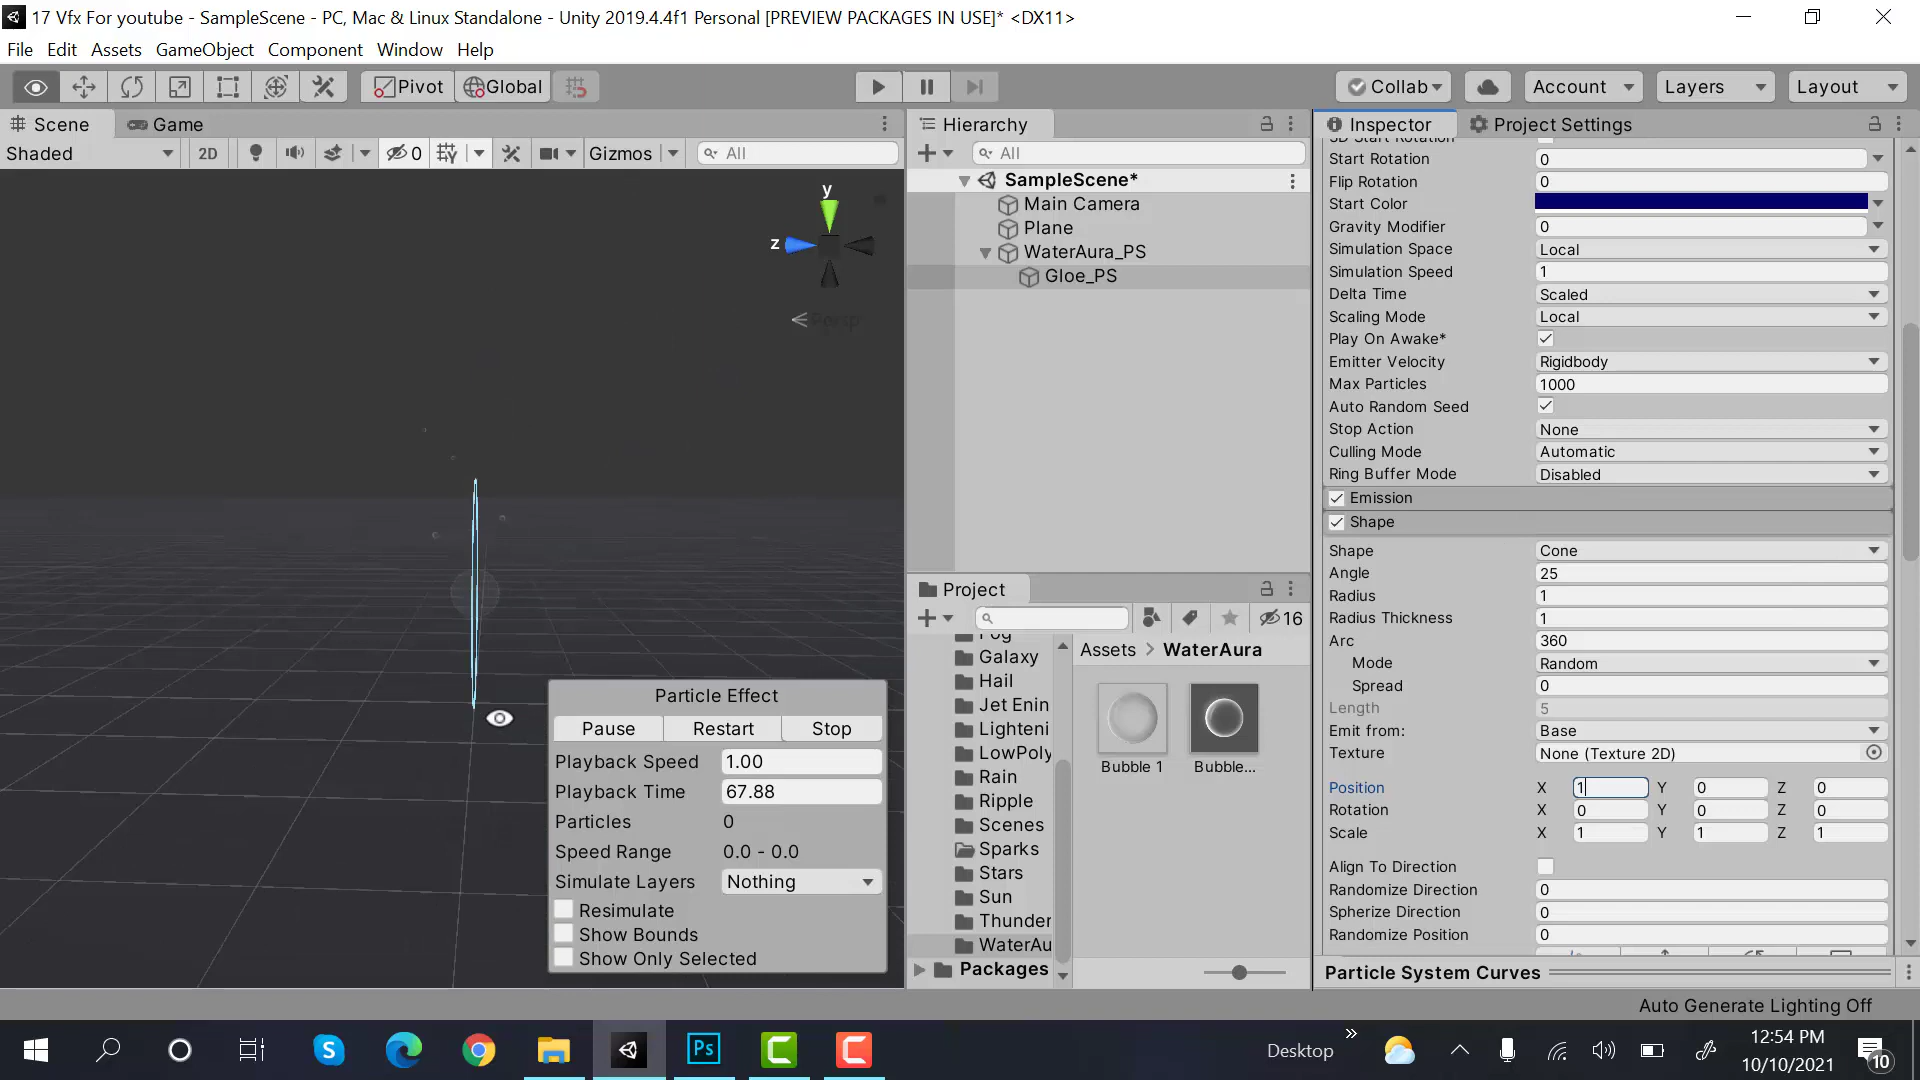 17 Vfx For youtube - SampleScene - PC, Mac & Linux Standalone - Unity 2019.4.4f1 Personal [PREVIEW PACKAGES IN USE]* <DX11>
File Edit Assets GameObject Component Window Help
Pivot Global Collab Account Layers Layout
Scene Game
Shaded 2D 0 Gizmos All
y
z
Persp
Particle Effect
Pause Restart Stop
Playback Speed 1.00
Playback Time 67.88
Particles 0
Speed Range 0.0 - 0.0
Simulate Layers Nothing
Resimulate
Show Bounds
Show Only Selected
Hierarchy
All
SampleScene*
Main Camera
Plane
WaterAura_PS
Gloe_PS
Project
16
Fog
Galaxy
Hail
Jet Enin
Lighteni
LowPoly
Rain
Ripple
Scenes
Sparks
Stars
Sun
Thunder
WaterAu
Packages
Assets > WaterAura
Bubble 1 Bubble...
Inspector Project Settings
3D Start Rotation
Start Rotation 0
Flip Rotation 0
Start Color
Gravity Modifier 0
Simulation Space Local
Simulation Speed 1
Delta Time Scaled
Scaling Mode Local
Play On Awake*
Emitter Velocity Rigidbody
Max Particles 1000
Auto Random Seed
Stop Action None
Culling Mode Automatic
Ring Buffer Mode Disabled
Emission
Shape
Shape Cone
Angle 25
Radius 1
Radius Thickness 1
Arc 360
Mode Random
Spread 0
Length 5
Emit from: Base
Texture None (Texture 2D)
Position X 1 Y 0 Z 0
Rotation X 0 Y 0 Z 0
Scale X 1 Y 1 Z 1
Align To Direction
Randomize Direction 0
Spherize Direction 0
Randomize Position 0
Particle System Curves
Auto Generate Lighting Off
S Ps C C
Desktop
12:54 PM
10/10/2021
10